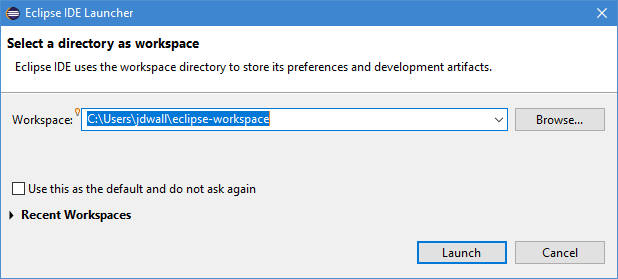 Eclipse IDE Launcher
Select a directory as workspace
Eclipse IDE uses the workspace directory to store its preferences and development artifacts.
Workspace: C:\Users\jdwall\eclipse-workspace Browse...
Use this as the default and do not ask again
Recent Workspaces
Launch Cancel